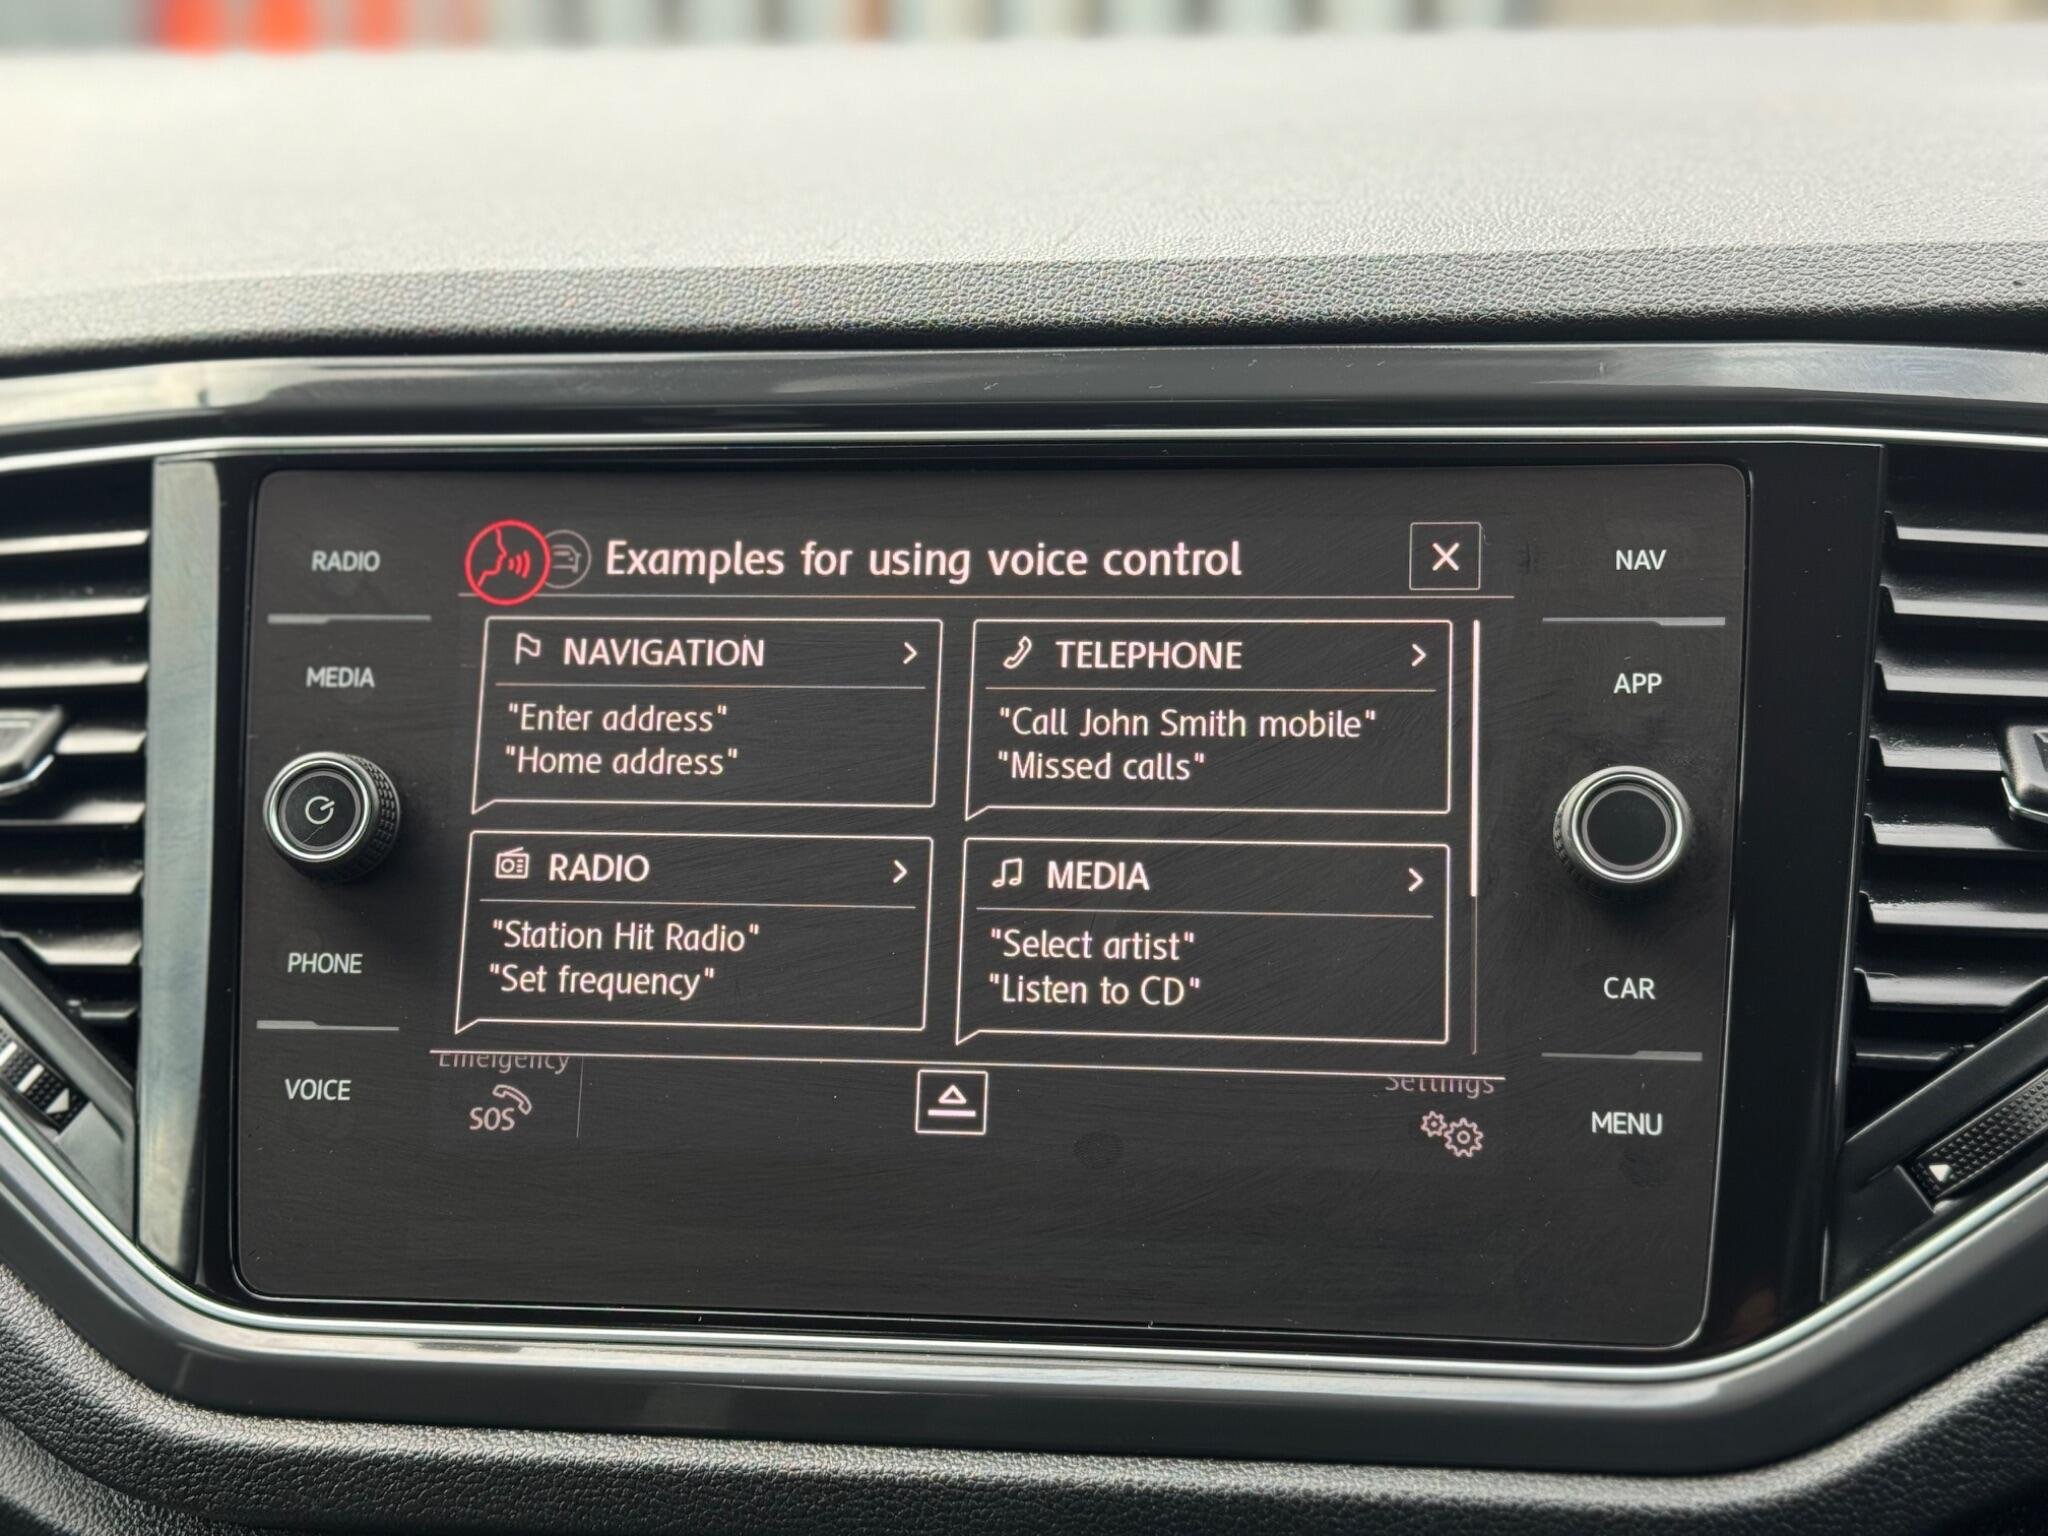 Examples for using voice control
RADIO
MEDIA
PHONE
VOICE
NAVIGATION
"Enter address"
"Home address"
TELEPHONE
"Call John Smith mobile"
"Missed calls"
RADIO
"Station Hit Radio"
"Set frequency"
MEDIA
"Select artist"
"Listen to CD"
Emergency
SOS
Settings
NAV
APP
CAR
MENU